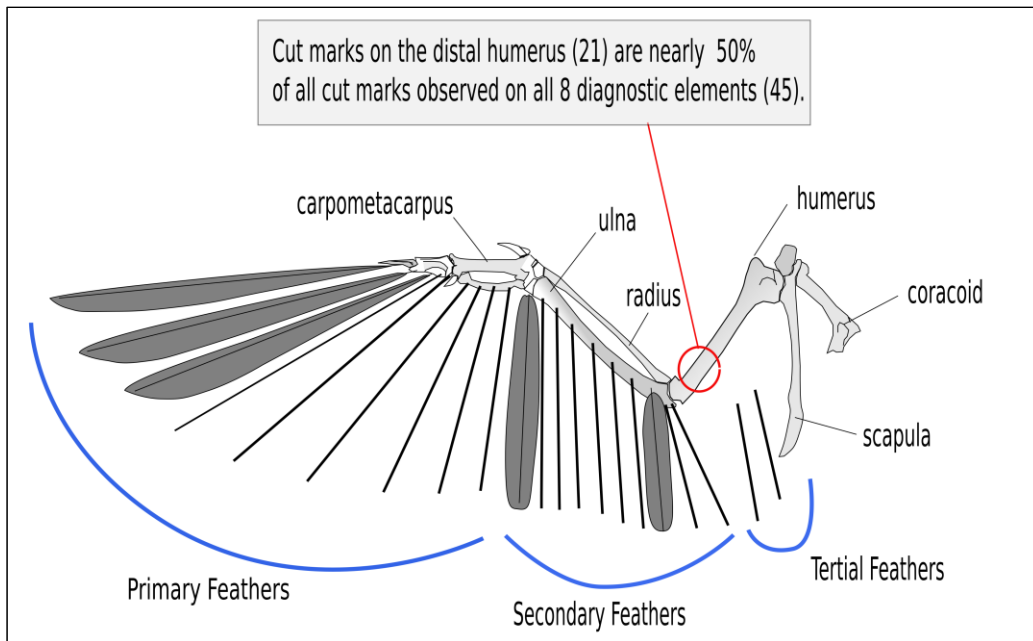 Cut marks on the distal humerus (21) are nearly 50%
of all cut marks observed on all 8 diagnostic elements (45).
carpometacarpus
ulna
humerus
radius
coracoid
scapula
Primary Feathers
Secondary Feathers
Tertial Feathers